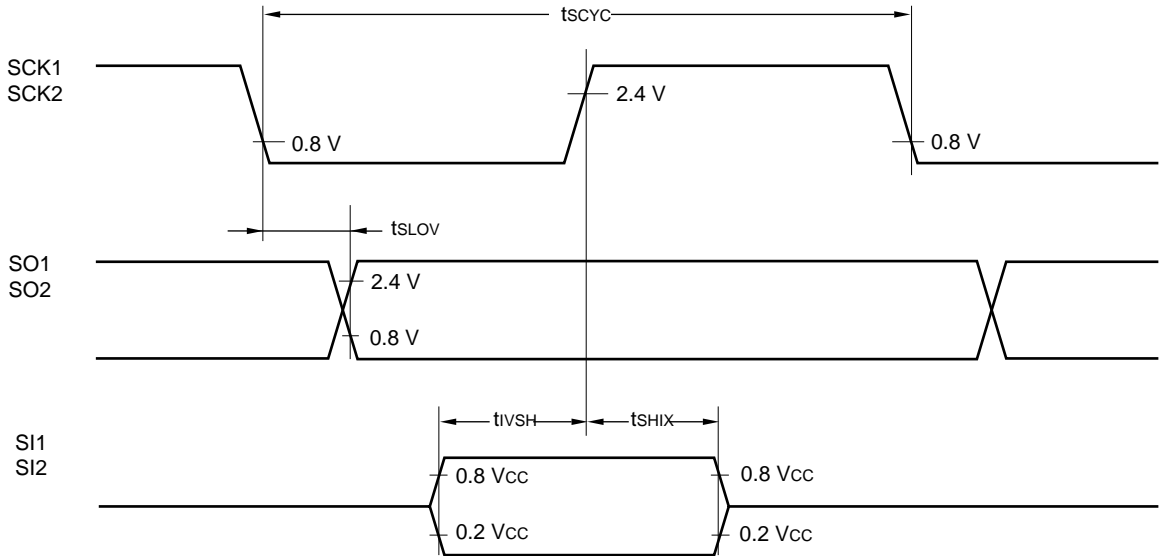 tSCYC
SCK1
SCK2
2.4 V
0.8 V
0.8 V
tSLOV
SO1
SO2
2.4 V
0.8 V
tIVSH
tSHIX
SI1
SI2
0.8 VCC
0.8 VCC
0.2 VCC
0.2 VCC